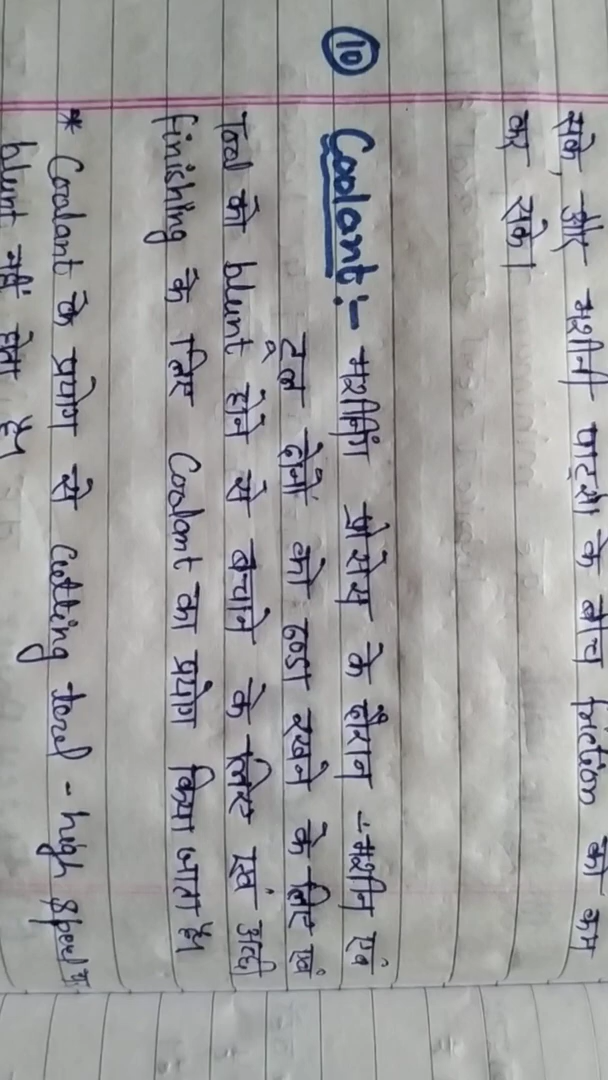 सके, और मशीनी पार्ट्स के बीच friction को कम
कर सके।
⑩ Coolant :- मशीनिंग प्रोसेस के दौरान मशीन एवं
टूल दोनों को ठण्डा रखने के लिए एवं
Tool को blunt होने से बचाने के लिए एवं अच्छी
finishing के लिए Coolant का प्रयोग किया जाता है।
* Coolant के प्रयोग से Cutting tool - high speed में
blunt नहीं होता है।